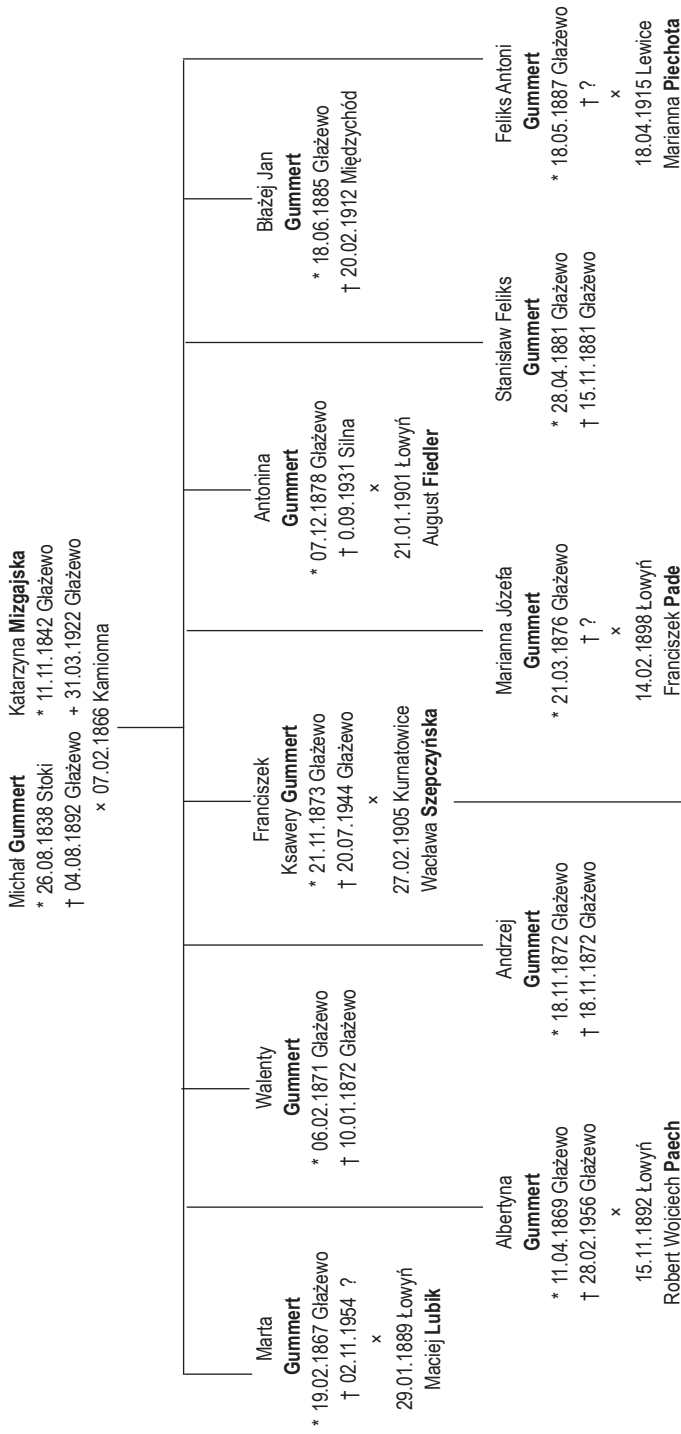 Michał Gummert
* 26.08.1838 Stoki
† 04.08.1892 Głażewo
Katarzyna Mizgajska
* 11.11.1842 Głażewo
+ 31.03.1922 Głażewo
× 07.02.1866 Kamionna
Marta
Gummert
* 19.02.1867 Głażewo
† 02.11.1954 ?
×
29.01.1889 Łowyń
Maciej Lubik
Albertyna
Gummert
* 11.04.1869 Głażewo
† 28.02.1956 Głażewo
×
15.11.1892 Łowyń
Robert Wojciech Paech
Walenty
Gummert
* 06.02.1871 Głażewo
† 10.01.1872 Głażewo
Andrzej
Gummert
* 18.11.1872 Głażewo
† 18.11.1872 Głażewo
Franciszek
Ksawery Gummert
* 21.11.1873 Głażewo
† 20.07.1944 Głażewo
×
27.02.1905 Kurnatowice
Wacława Szepczyńska
Marianna Józefa
Gummert
* 21.03.1876 Głażewo
† ?
×
14.02.1898 Łowyń
Franciszek Pade
Antonina
Gummert
* 07.12.1878 Głażewo
† 0.09.1931 Silna
×
21.01.1901 Łowyń
August Fiedler
Stanisław Feliks
Gummert
* 28.04.1881 Głażewo
† 15.11.1881 Głażewo
Błażej Jan
Gummert
* 18.06.1885 Głażewo
† 20.02.1912 Międzychód
Feliks Antoni
Gummert
* 18.05.1887 Głażewo
† ?
×
18.04.1915 Lewice
Marianna Piechota